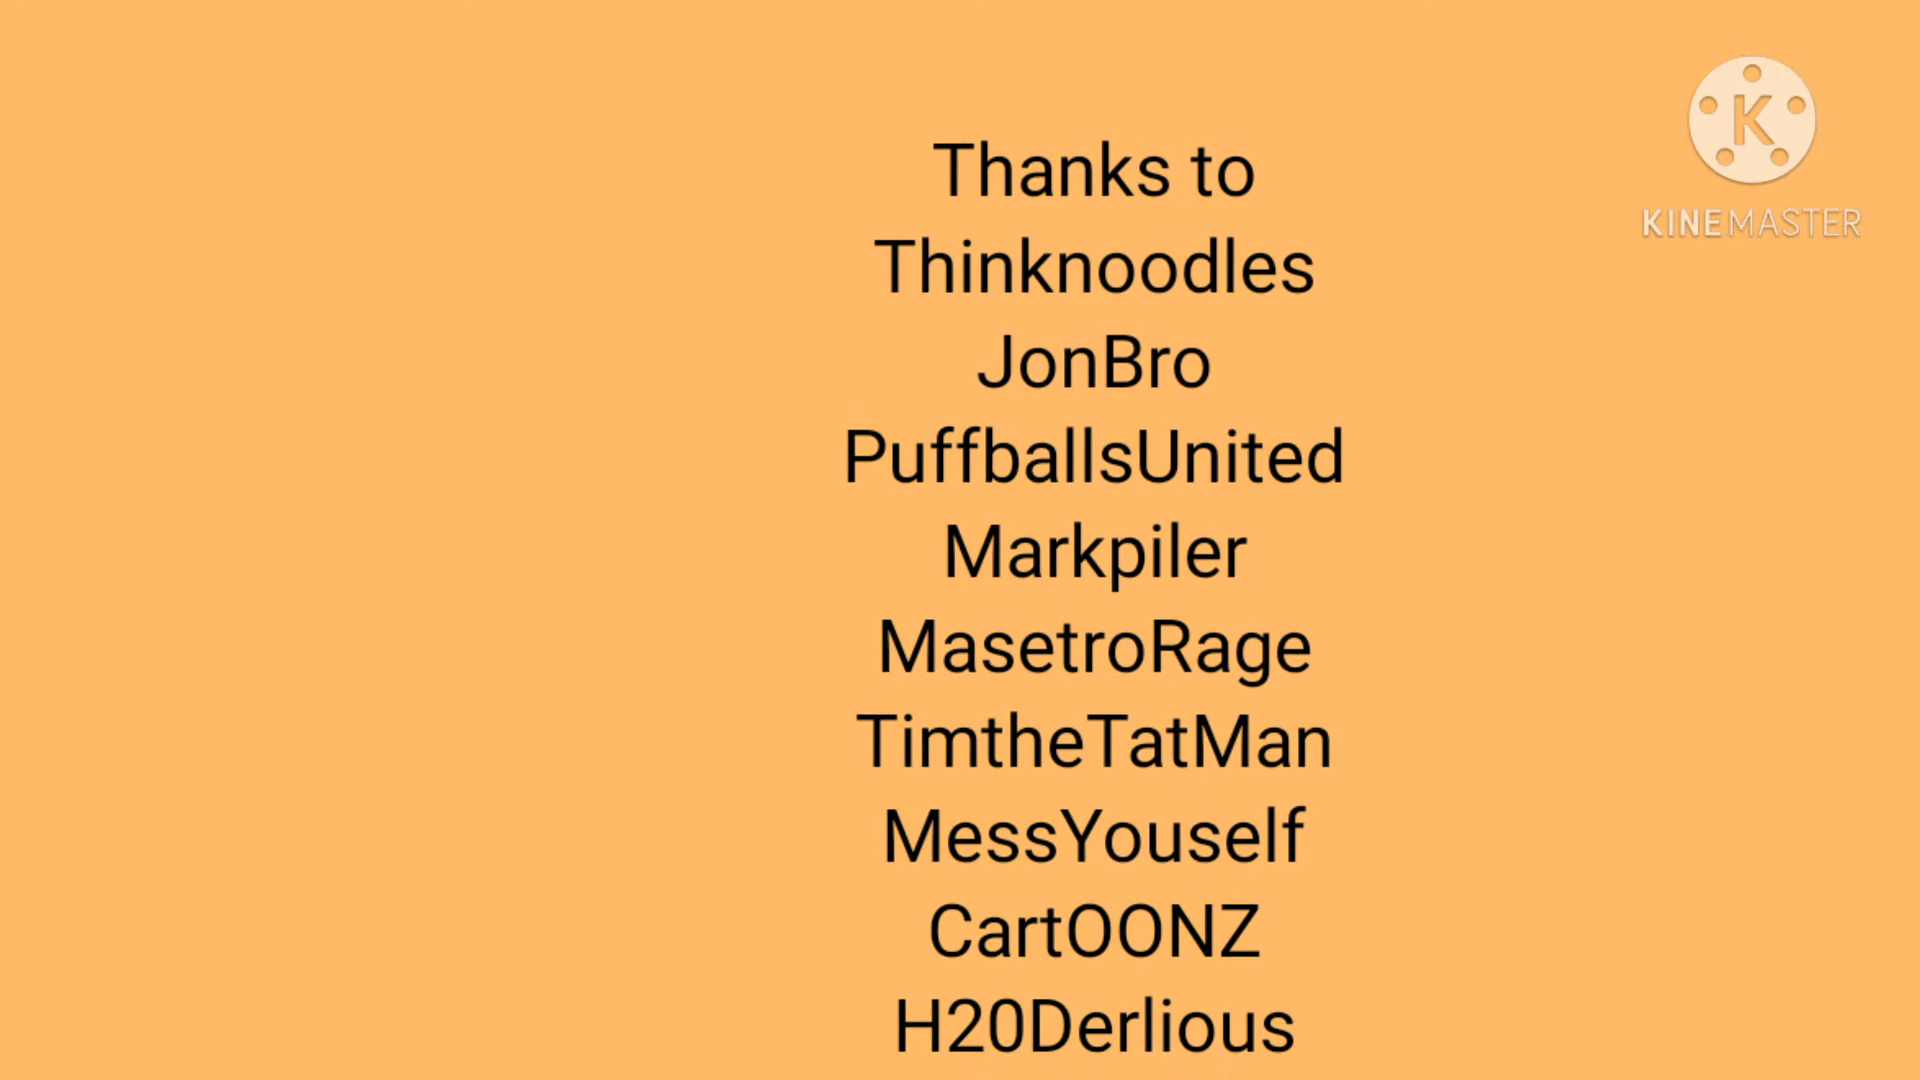 K
KINEMASTER
Thanks to
Thinknoodles
JonBro
PuffballsUnited
Markpiler
MasetroRage
TimtheTatMan
MessYouself
CartOONZ
H20Derlious